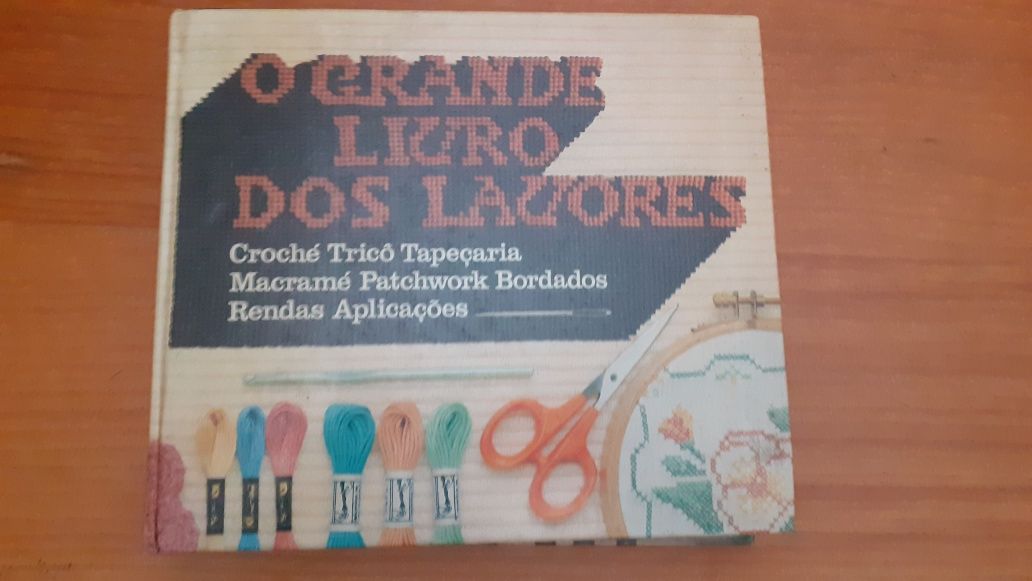 O GRANDE
LIVRO
DOS LAVORES
Croché Tricô Tapeçaria
Macramé Patchwork Bordados
Rendas Aplicações